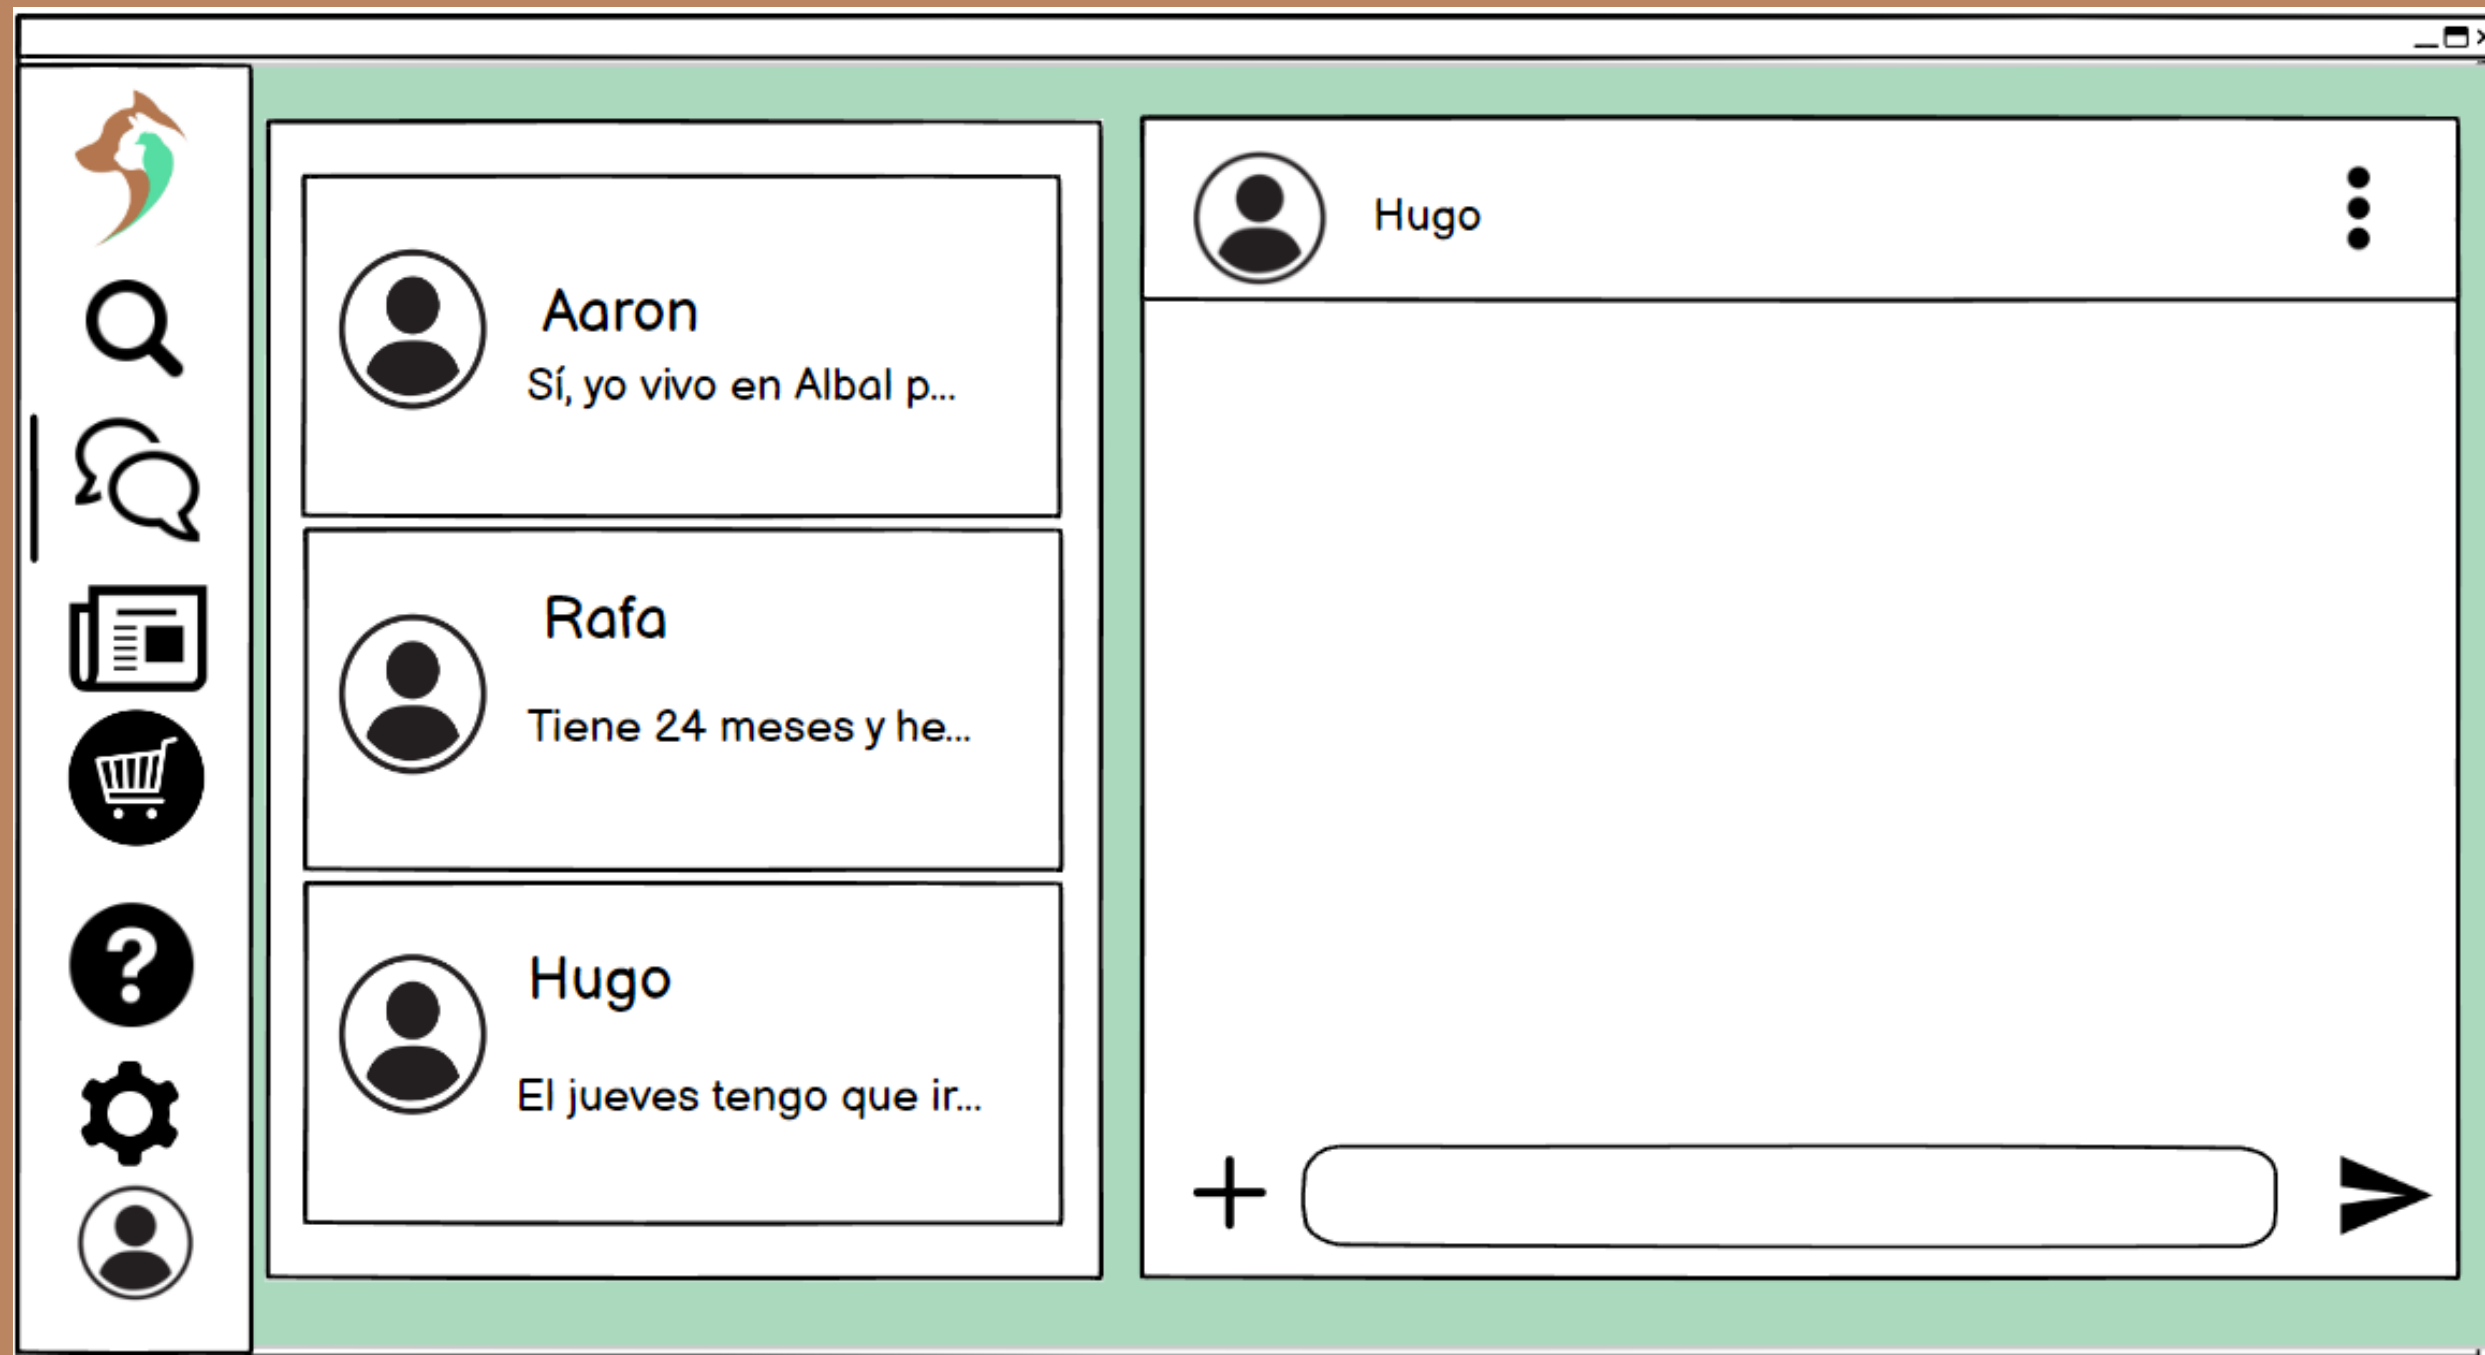 Aaron
Sí, yo vivo en Albal p...
Rafa
Tiene 24 meses y he...
Hugo
El jueves tengo que ir...
Hugo